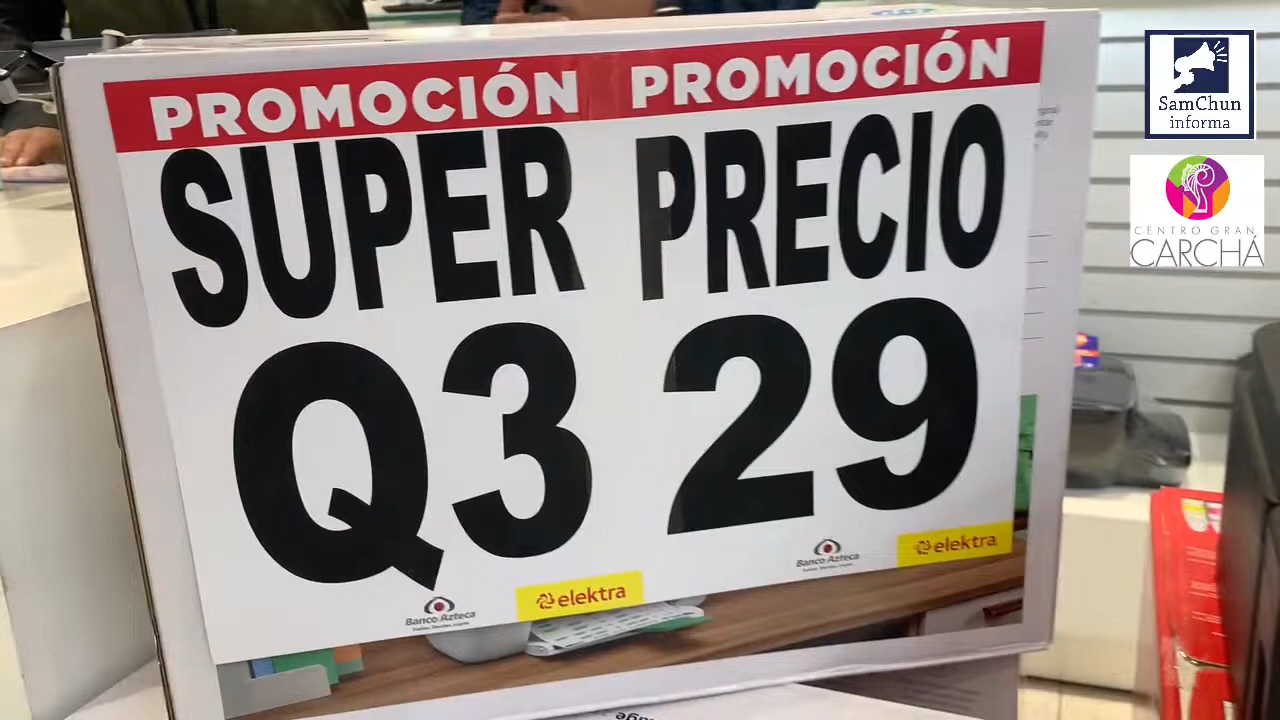 PROMOCIÓN PROMOCIÓN
SUPER PRECIO
Q3 29
Banco Azteca
elektra
Banco Azteca
elektra
SamChun
informa
CENTRO GRAN
CARCHÁ